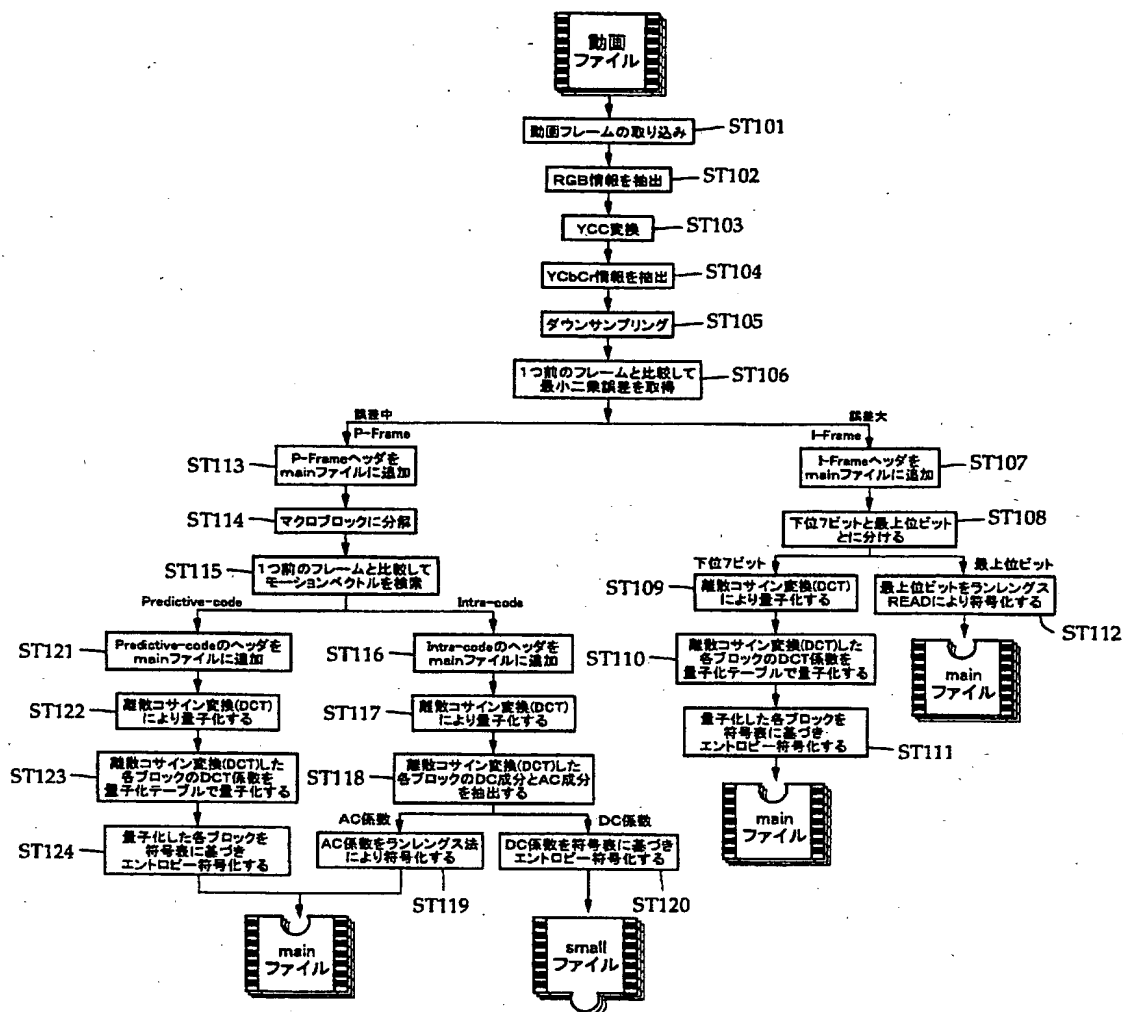 動画
ファイル
動画フレームの取り込み
ST101
RGB情報を抽出
ST102
YCC変換
ST103
YCbCr情報を抽出
ST104
ダウンサンプリング
ST105
1つ前のフレームと比較して
最小二乗誤差を取得
ST106
誤差中
P-Frame
誤差大
I-Frame
ST113
P-Frameヘッダを
mainファイルに追加
I-Frameヘッダを
mainファイルに追加
ST107
ST114
マクロブロックに分解
下位7ビットと最上位ビット
とに分ける
ST108
ST115
1つ前のフレームと比較して
モーションベクトルを検索
下位7ビット
最上位ビット
ST109
離散コサイン変換(DCT)
により量子化する
最上位ビットをランレングス
READにより符号化する
ST112
Predictive-code
Intra-code
ST121
Predictive-codeのヘッダを
mainファイルに追加
ST116
Intra-codeのヘッダを
mainファイルに追加
ST110
離散コサイン変換(DCT)した
各ブロックのDCT係数を
量子化テーブルで量子化する
main
ファイル
ST122
離散コサイン変換(DCT)
により量子化する
ST117
離散コサイン変換(DCT)
により量子化する
量子化した各ブロックを
符号表に基づき
エントロピー符号化する
ST111
ST123
離散コサイン変換(DCT)した
各ブロックのDCT係数を
量子化テーブルで量子化する
ST118
離散コサイン変換(DCT)した
各ブロックのDC成分とAC成分
を抽出する
main
ファイル
AC係数
DC係数
ST124
量子化した各ブロックを
符号表に基づき
エントロピー符号化する
AC係数をランレングス法
により符号化する
ST119
DC係数を符号表に基づき
エントロピー符号化する
ST120
main
ファイル
small
ファイル